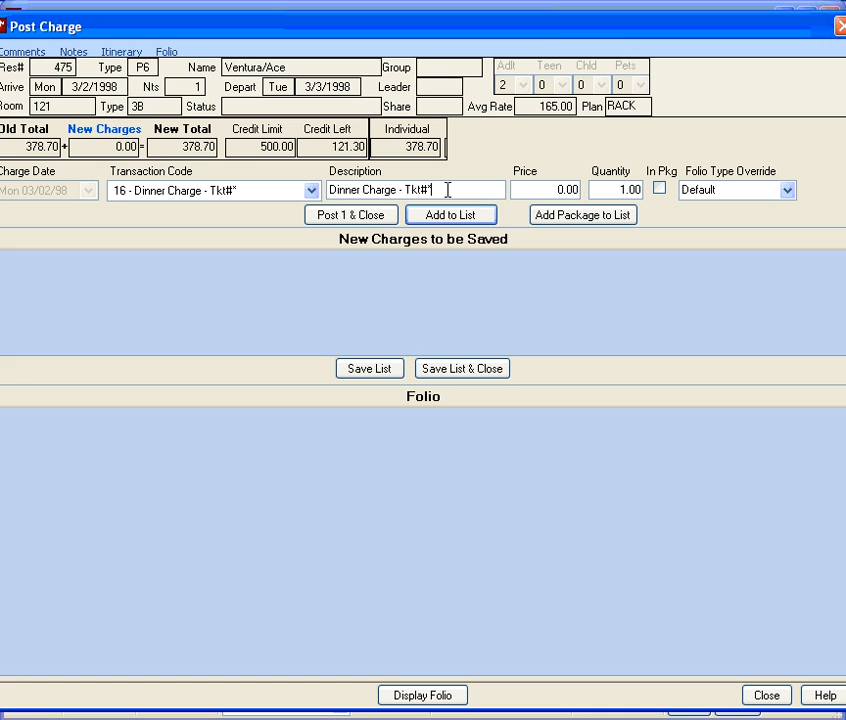 Post Charge
Comments Notes Itinerary Folio
Res# 475 Type P6 Name Ventura/Ace Group Adlt Teen Chld Pets
Arrive Mon 3/2/1998 Nts 1 Depart Tue 3/3/1998 Leader 2 0 0 0
Room 121 Type 3B Status Share Avg Rate 165.00 Plan RACK
Old Total New Charges New Total Credit Limit Credit Left Individual
378.70 + 0.00 = 378.70 500.00 121.30 378.70
Charge Date Transaction Code Description Price Quantity In Pkg Folio Type Override
Mon 03/02/98 16 - Dinner Charge - Tkt#* Dinner Charge - Tkt#* 0.00 1.00 Default
Post 1 & Close Add to List Add Package to List
New Charges to be Saved
Save List Save List & Close
Folio
Display Folio Close Help